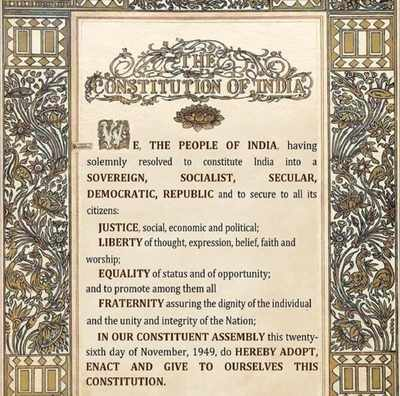 THE
CONSTITUTION OF INDIA
WE, THE PEOPLE OF INDIA, having
solemnly resolved to constitute India into a
SOVEREIGN, SOCIALIST, SECULAR,
DEMOCRATIC, REPUBLIC and to secure to all its
citizens:
JUSTICE, social, economic and political;
LIBERTY of thought, expression, belief, faith and
worship;
EQUALITY of status and of opportunity;
and to promote among them all
FRATERNITY assuring the dignity of the individual
and the unity and integrity of the Nation;
IN OUR CONSTITUENT ASSEMBLY this twenty-
sixth day of November, 1949, do HEREBY ADOPT,
ENACT AND GIVE TO OURSELVES THIS
CONSTITUTION.